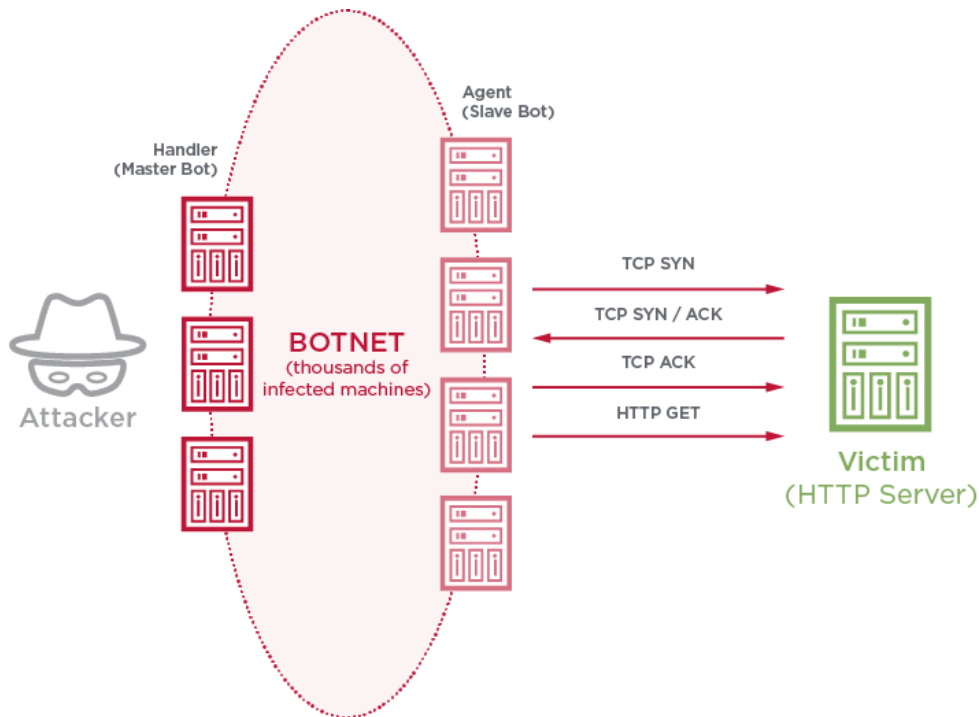 Agent
(Slave Bot)
Handler
(Master Bot)
TCP SYN
TCP SYN / ACK
BOTNET
(thousands of
infected machines)
TCP ACK
HTTP GET
Attacker
Victim
(HTTP Server)